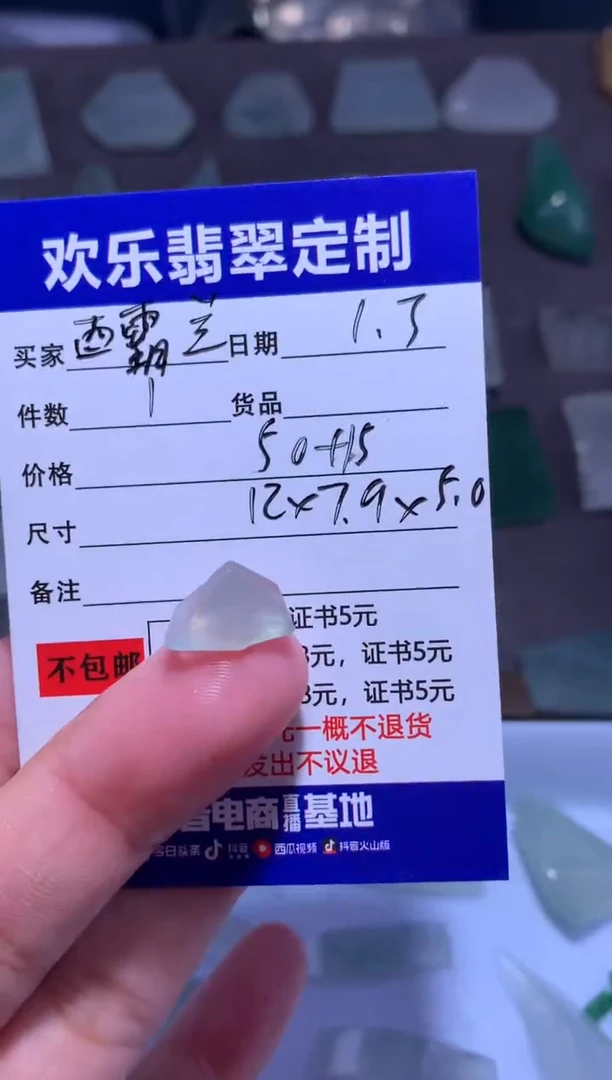 欢乐翡翠定制
买家 西霸兰 日期 1.3
件数 1 货品
价格 50+15
尺寸 12×7.9×5.0
备注
证书5元
不包邮 元，证书5元
8元，证书5元
一概不退货
发出不议退
音电商直播基地
今日头条 抖音 西瓜视频 抖音火山版